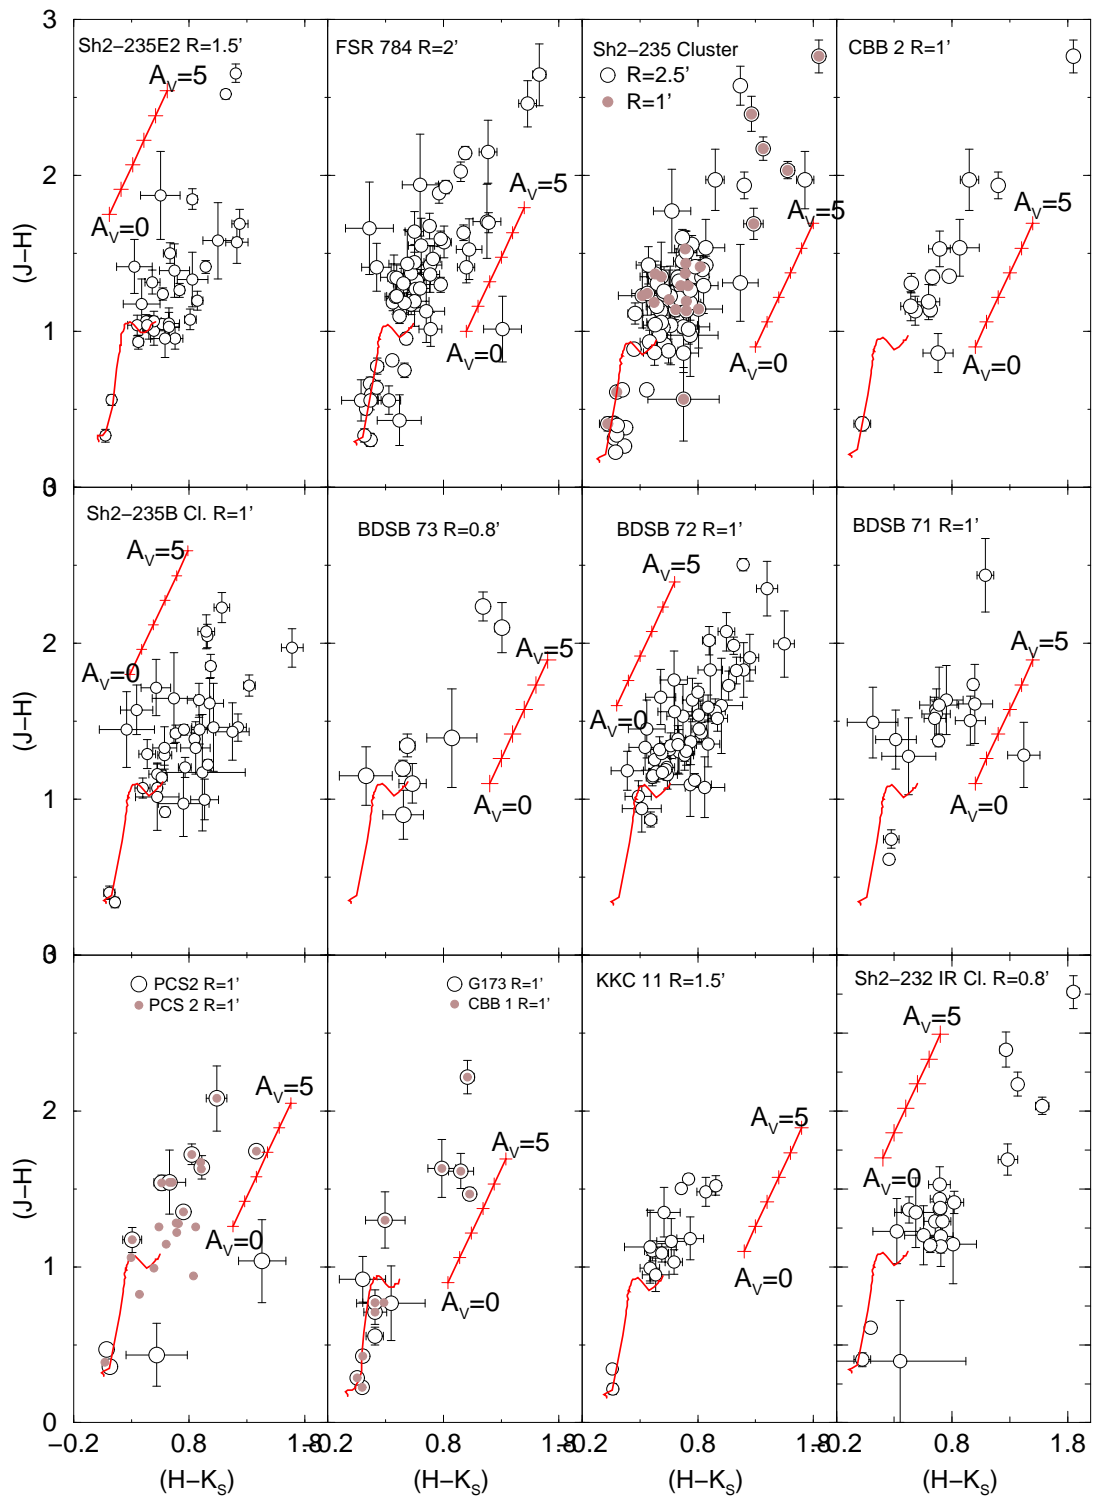 3
Sh2−235E2 R=1.5’
A_V=5
A_V=0
FSR 784 R=2’
A_V=5
A_V=0
Sh2−235 Cluster
R=2.5’
R=1’
A_V=5
A_V=0
CBB 2 R=1’
A_V=5
A_V=0
2
(J−H)
1
0
3
Sh2−235B Cl. R=1’
A_V=5
A_V=0
BDSB 73 R=0.8’
A_V=5
A_V=0
BDSB 72 R=1’
A_V=5
A_V=0
BDSB 71 R=1’
A_V=5
A_V=0
2
(J−H)
1
0
3
PCS2 R=1’
PCS 2 R=1’
A_V=5
A_V=0
G173 R=1’
CBB 1 R=1’
A_V=5
A_V=0
KKC 11 R=1.5’
A_V=5
A_V=0
Sh2−232 IR Cl. R=0.8’
A_V=5
A_V=0
2
(J−H)
1
0
−0.2 0.8 1.8 −0.2 0.8 1.8 −0.2 0.8 1.8 −0.2 0.8 1.8
(H−K_S) (H−K_S) (H−K_S) (H−K_S)